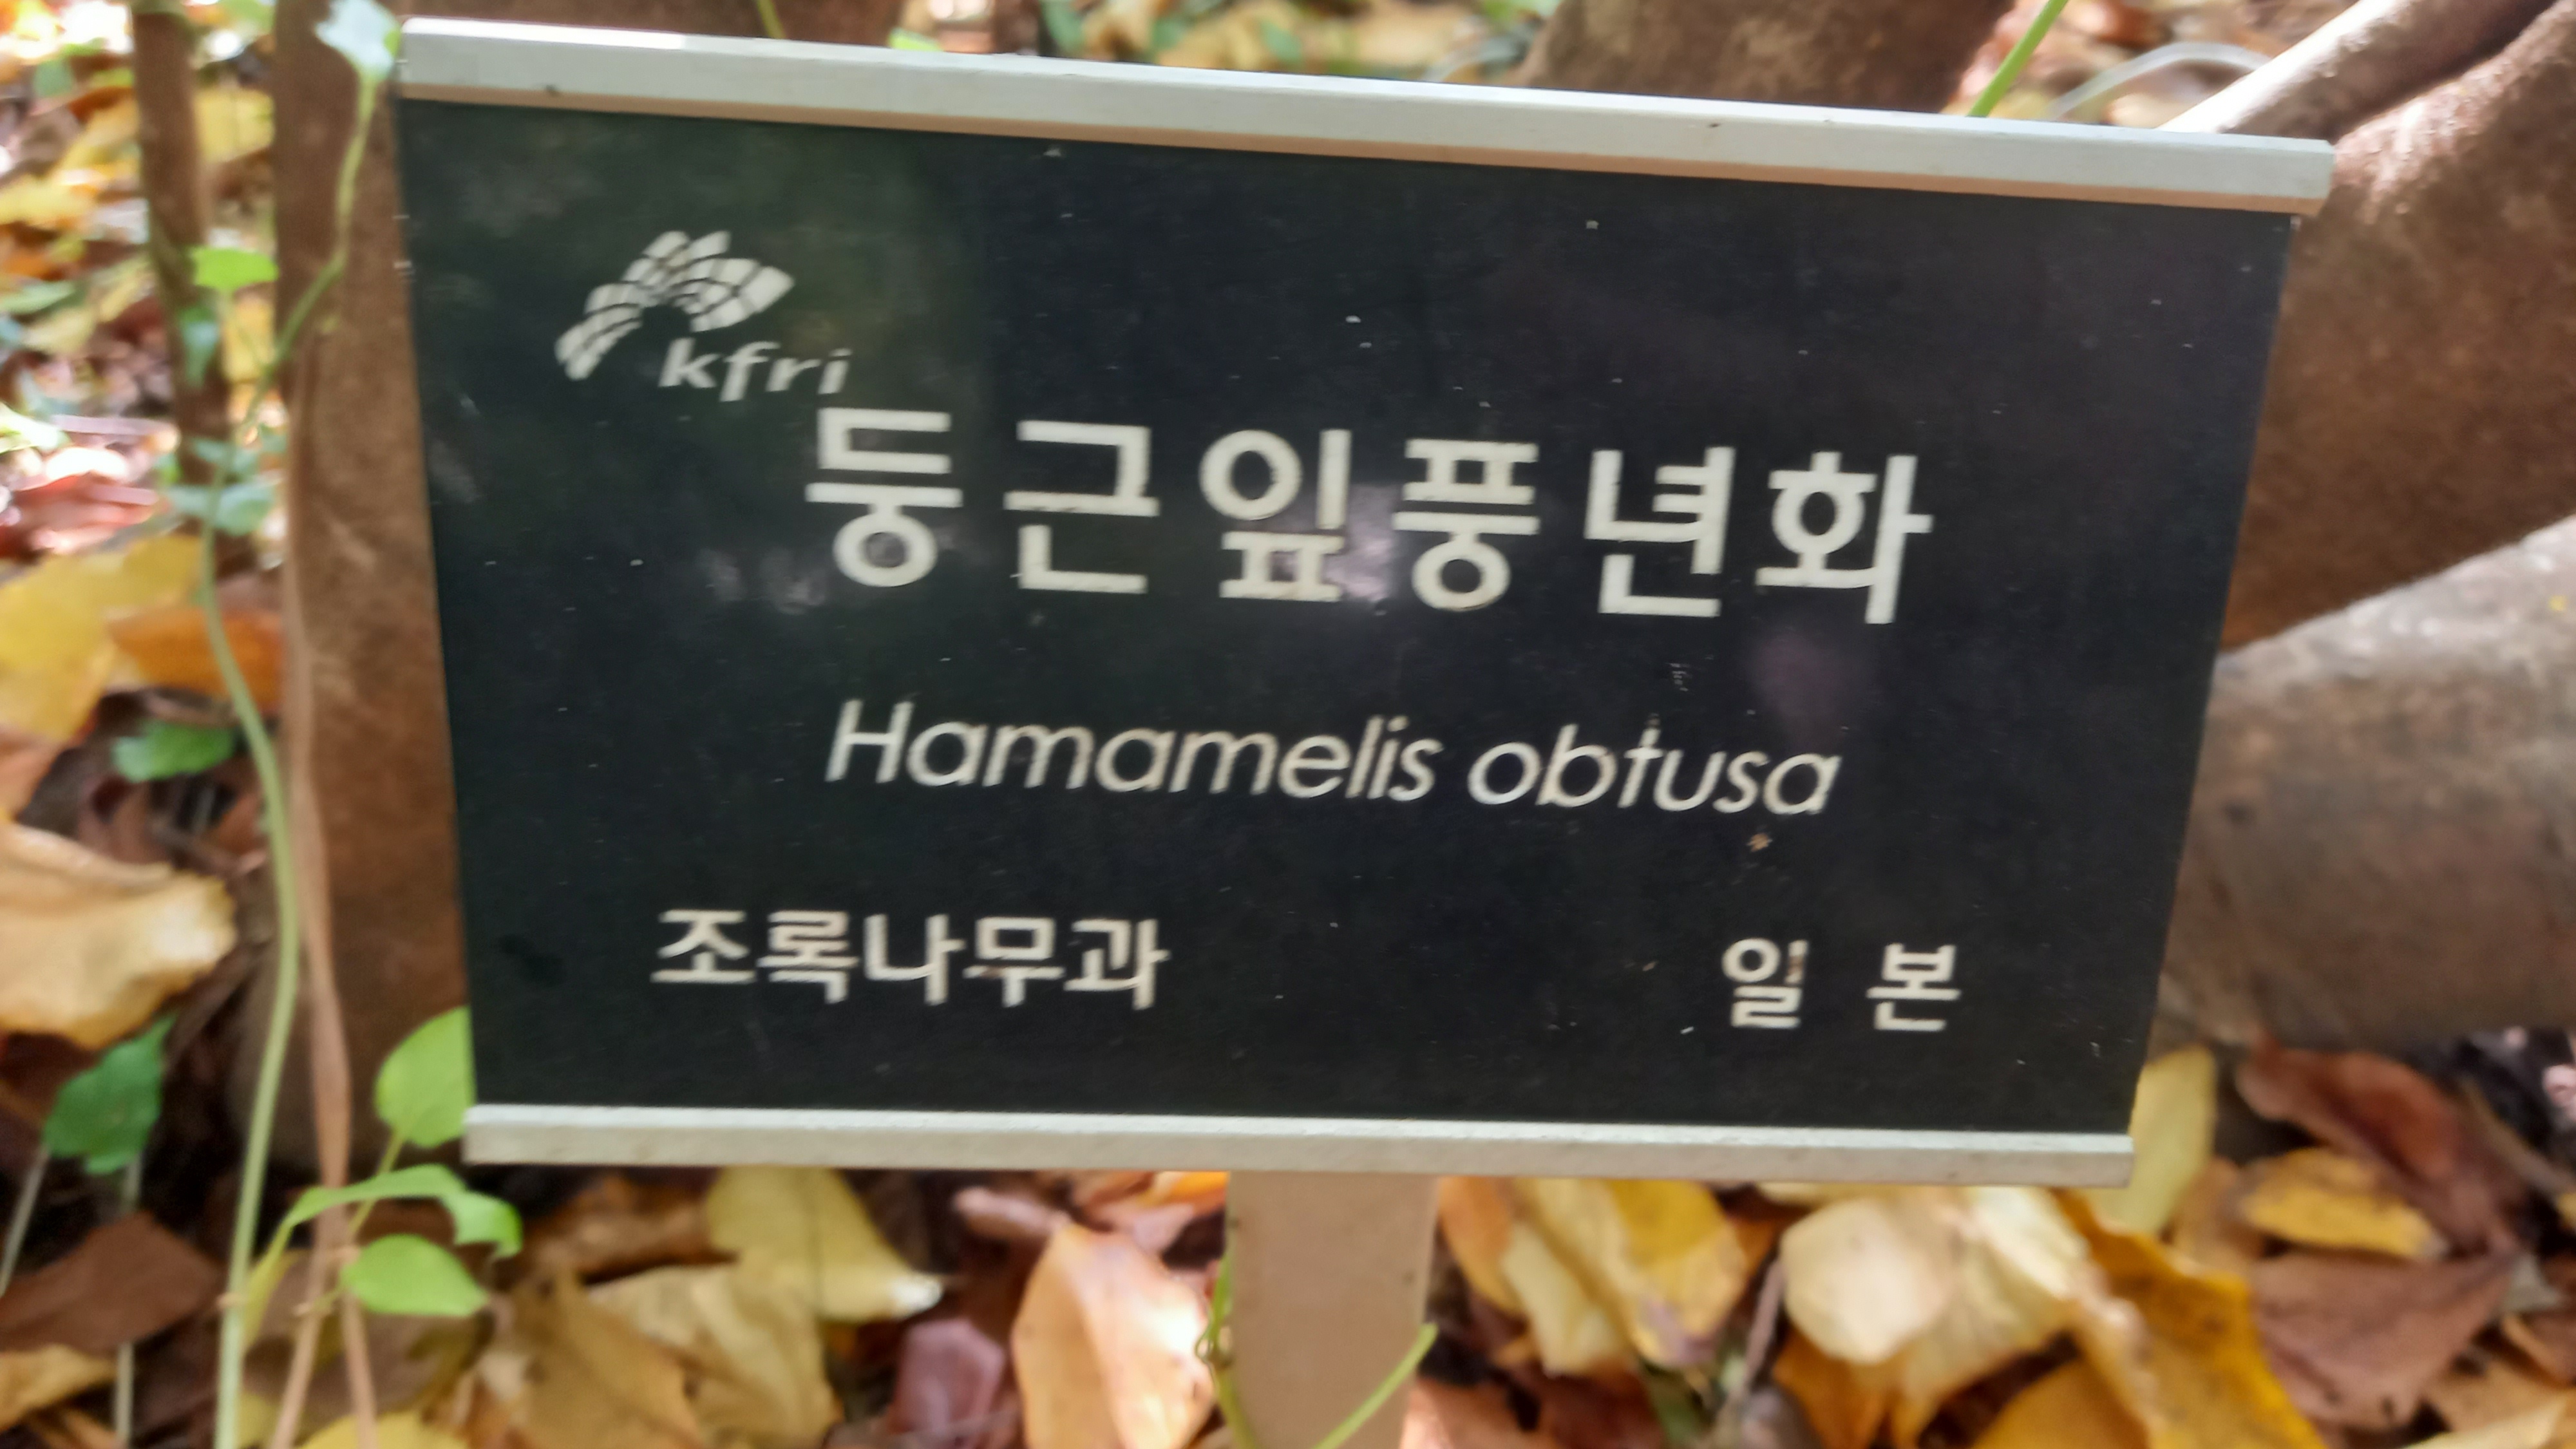 kfri
둥근잎풍년화
Hamamelis obtusa
조록나무과 일 본